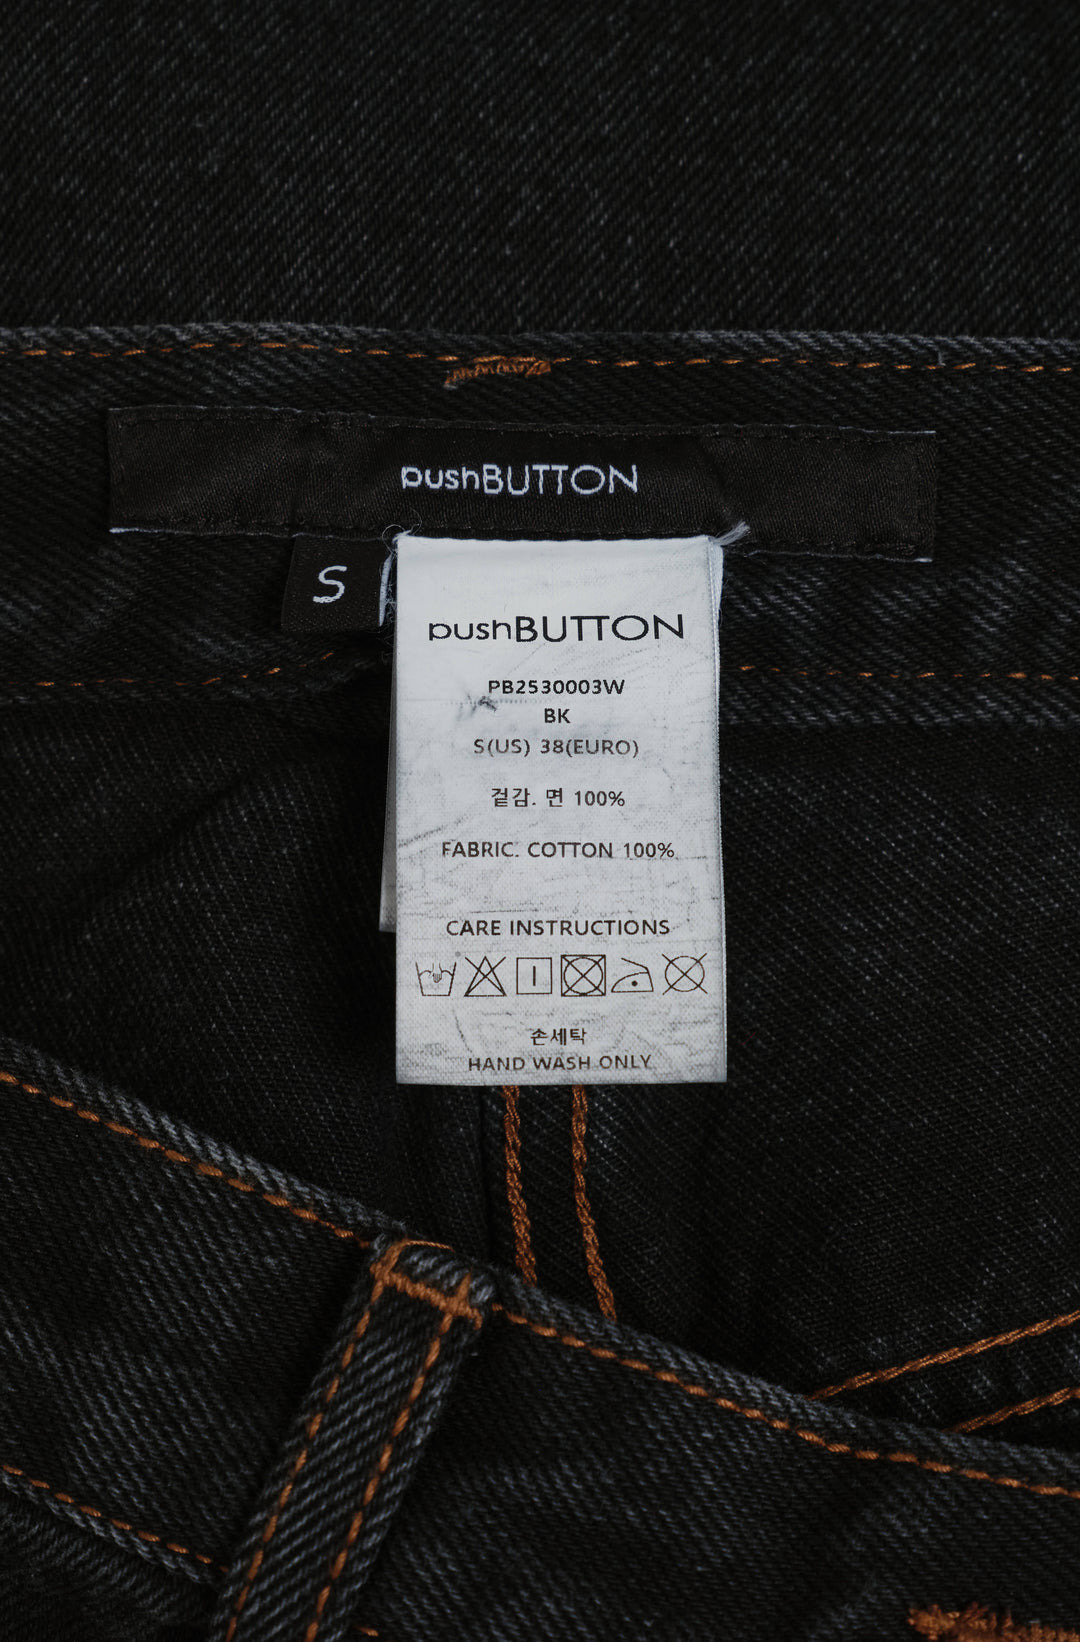 pushBUTTON
S
pushBUTTON
PB2530003W
BK
S(US) 38(EURO)
겉감. 면 100%
FABRIC. COTTON 100%
CARE INSTRUCTIONS
손세탁
HAND WASH ONLY